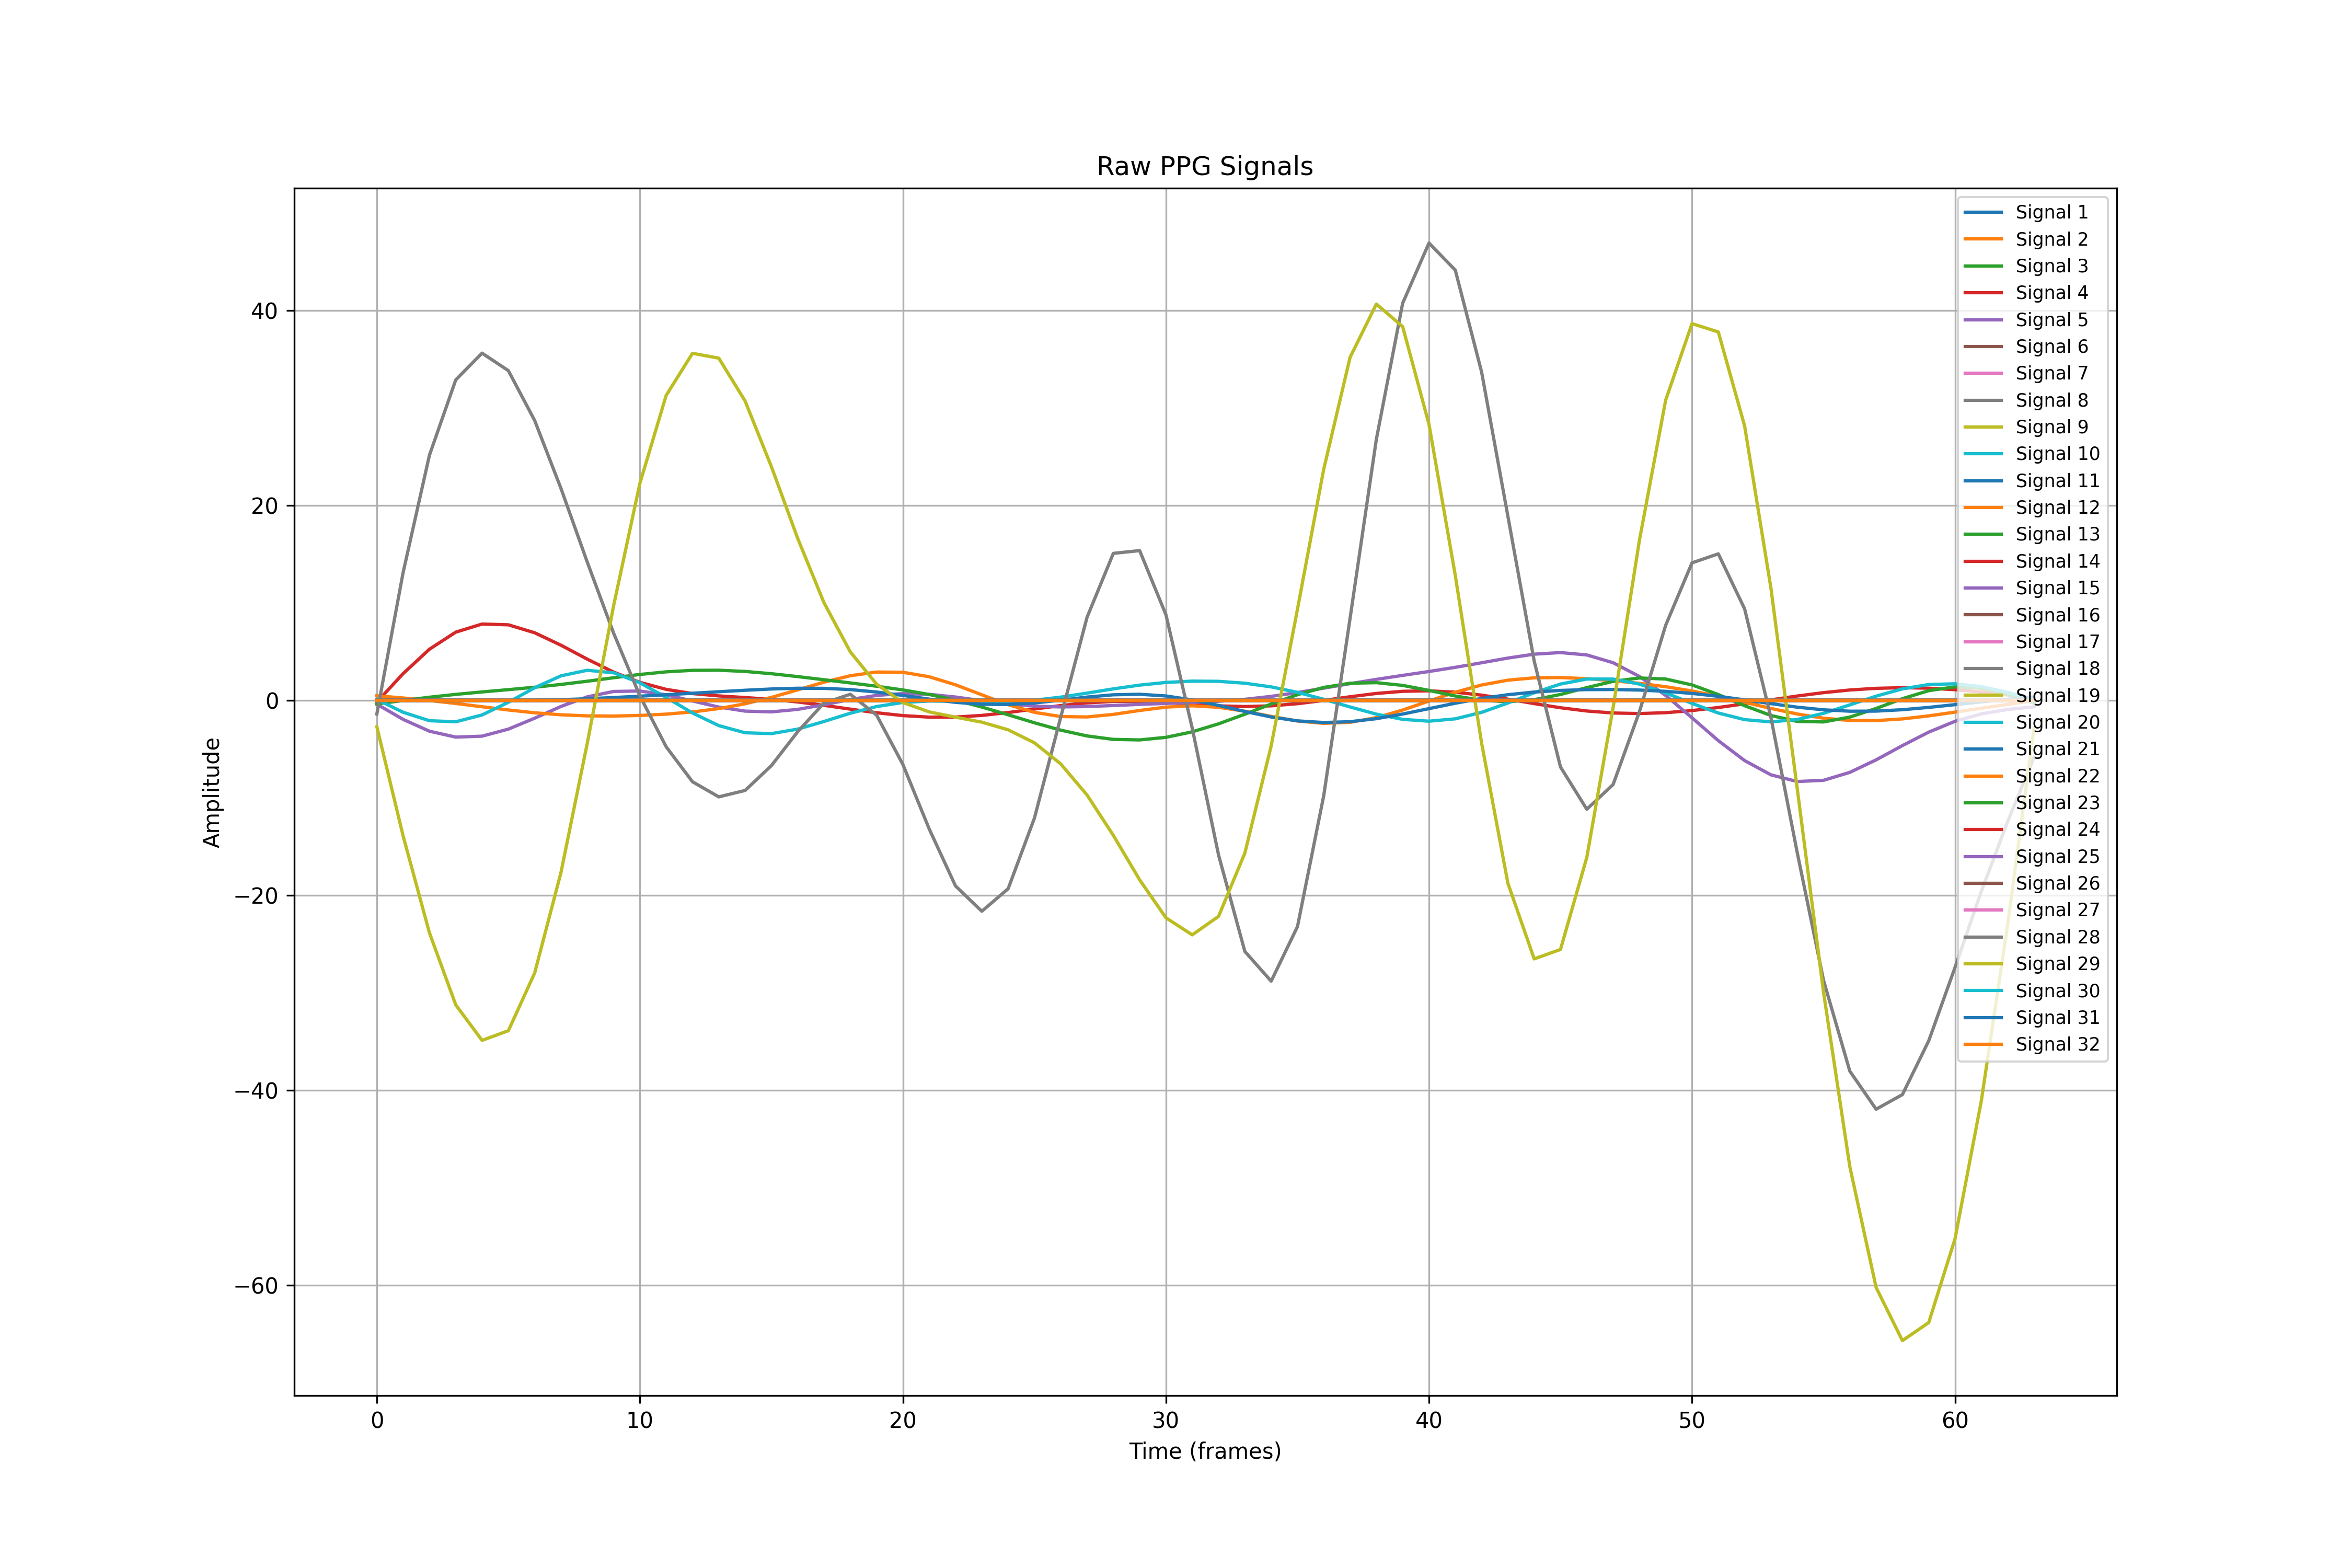 Raw PPG Signals
Amplitude
40
20
0
−20
−40
−60
0 10 20 30 40 50 60
Time (frames)
Signal 1
Signal 2
Signal 3
Signal 4
Signal 5
Signal 6
Signal 7
Signal 8
Signal 9
Signal 10
Signal 11
Signal 12
Signal 13
Signal 14
Signal 15
Signal 16
Signal 17
Signal 18
Signal 19
Signal 20
Signal 21
Signal 22
Signal 23
Signal 24
Signal 25
Signal 26
Signal 27
Signal 28
Signal 29
Signal 30
Signal 31
Signal 32